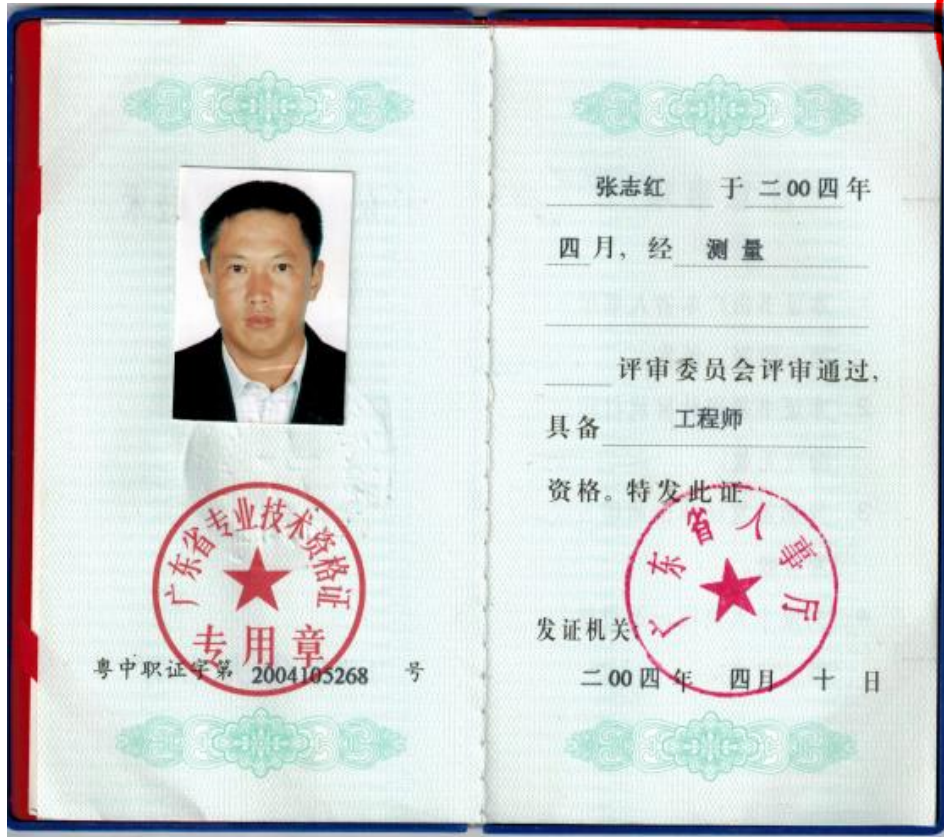 广东省专业技术资格证
专用章
粤中职证字第 2004105268 号
张志红 于 二00四年
四月，经 测 量
评审委员会评审通过，
具备 工程师
资格。特发此证
广东省人事厅
发证机关：
二00四年 四月 十 日